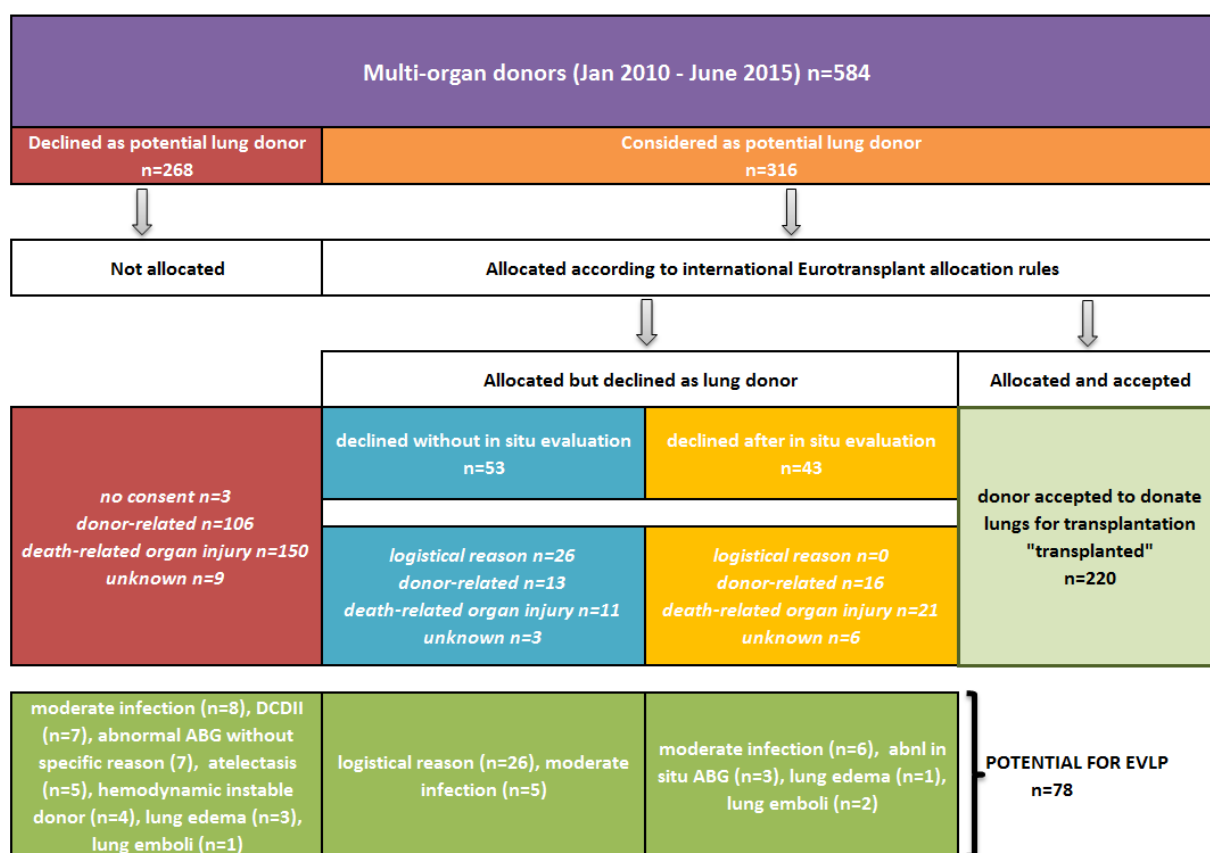 Multi-organ donors (Jan 2010 - June 2015) n=584
Declined as potential lung donor
n=268
Considered as potential lung donor
n=316
Not allocated
Allocated according to international Eurotransplant allocation rules
Allocated but declined as lung donor
Allocated and accepted
no consent n=3
donor-related n=106
death-related organ injury n=150
unknown n=9
declined without in situ evaluation
n=53
declined after in situ evaluation
n=43
logistical reason n=26
donor-related n=13
death-related organ injury n=11
unknown n=3
logistical reason n=0
donor-related n=16
death-related organ injury n=21
unknown n=6
donor accepted to donate
lungs for transplantation
"transplanted"
n=220
moderate infection (n=8), DCDII
(n=7), abnormal ABG without
specific reason (7), atelectasis
(n=5), hemodynamic instable
donor (n=4), lung edema (n=3),
lung emboli (n=1)
logistical reason (n=26), moderate
infection (n=5)
moderate infection (n=6), abnl in
situ ABG (n=3), lung edema (n=1),
lung emboli (n=2)
POTENTIAL FOR EVLP
n=78